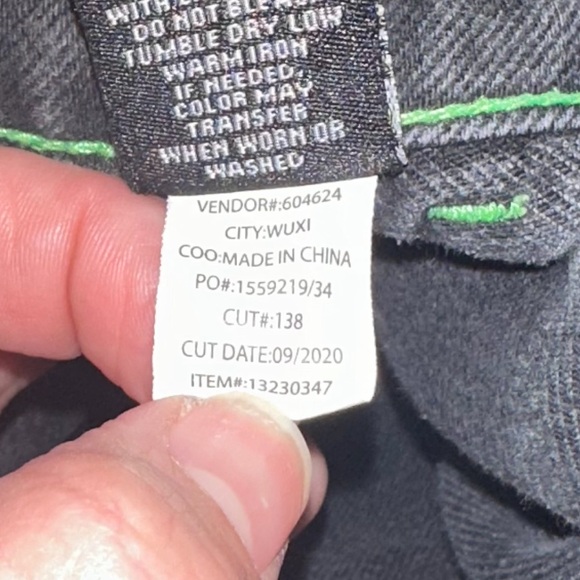 DO NOT BLEACH
TUMBLE DRY LOW
WARM IRON
IF NEEDED.
COLOR MAY
TRANSFER
WHEN WORN OR
WASHED
VENDOR#:604624
CITY:WUXI
COO:MADE IN CHINA
PO#:1559219/34
CUT#:138
CUT DATE:09/2020
ITEM#:13230347